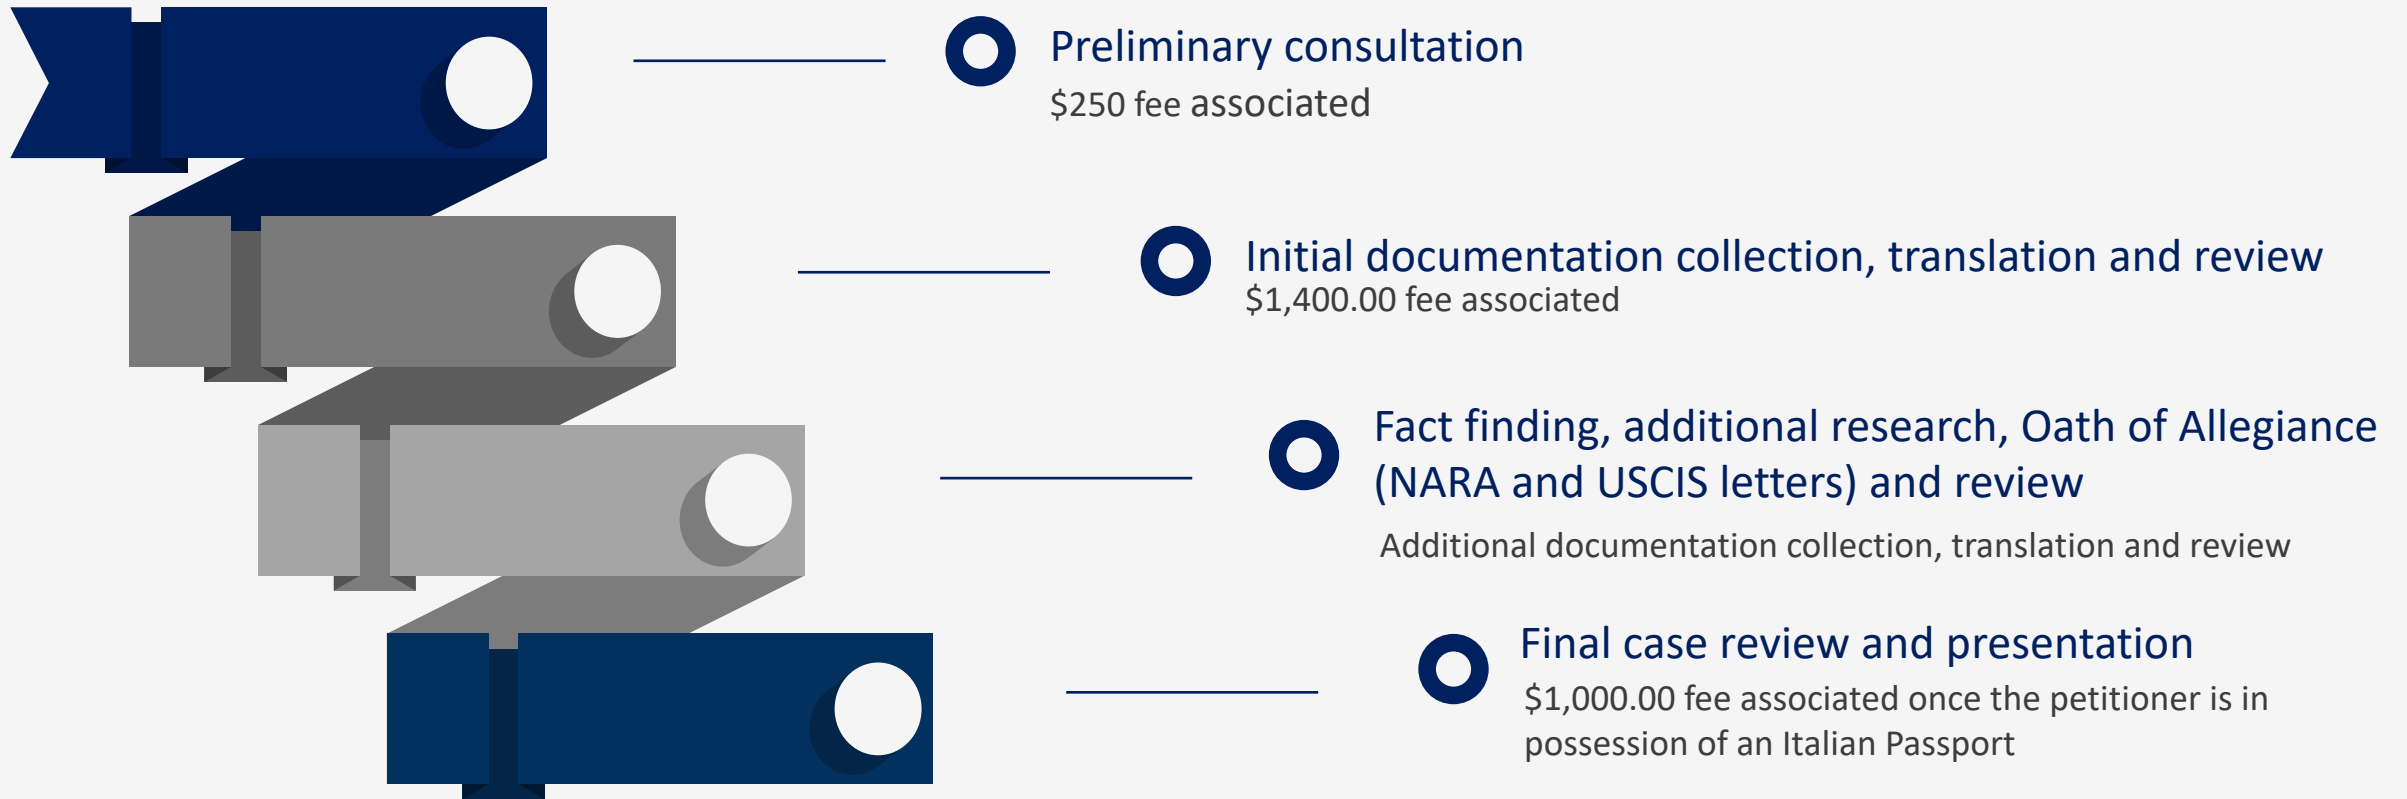 Preliminary consultation
$250 fee associated
Initial documentation collection, translation and review
$1,400.00 fee associated
Fact finding, additional research, Oath of Allegiance
(NARA and USCIS letters) and review
Additional documentation collection, translation and review
Final case review and presentation
$1,000.00 fee associated once the petitioner is in
possession of an Italian Passport